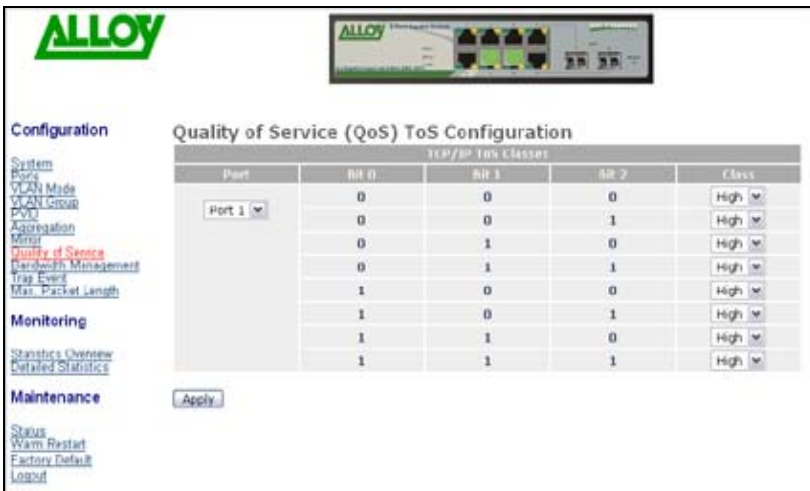 ALLOY
ALLOY
Configuration
System
Ports
VLAN Mode
VLAN Group
PVID
Aggregation
Mirror
Quality of Service
Bandwidth Management
Trap Event
Max. Packet Length
Monitoring
Statistics Overview
Detailed Statistics
Maintenance
Status
Warm Restart
Factory Default
Logout
Quality of Service (QoS) ToS Configuration
TCP/IP ToS Classes
Port Bit 0 Bit 1 Bit 2 Class
Port 1 0 0 0 High
0 0 1 High
0 1 0 High
0 1 1 High
1 0 0 High
1 0 1 High
1 1 0 High
1 1 1 High
Apply